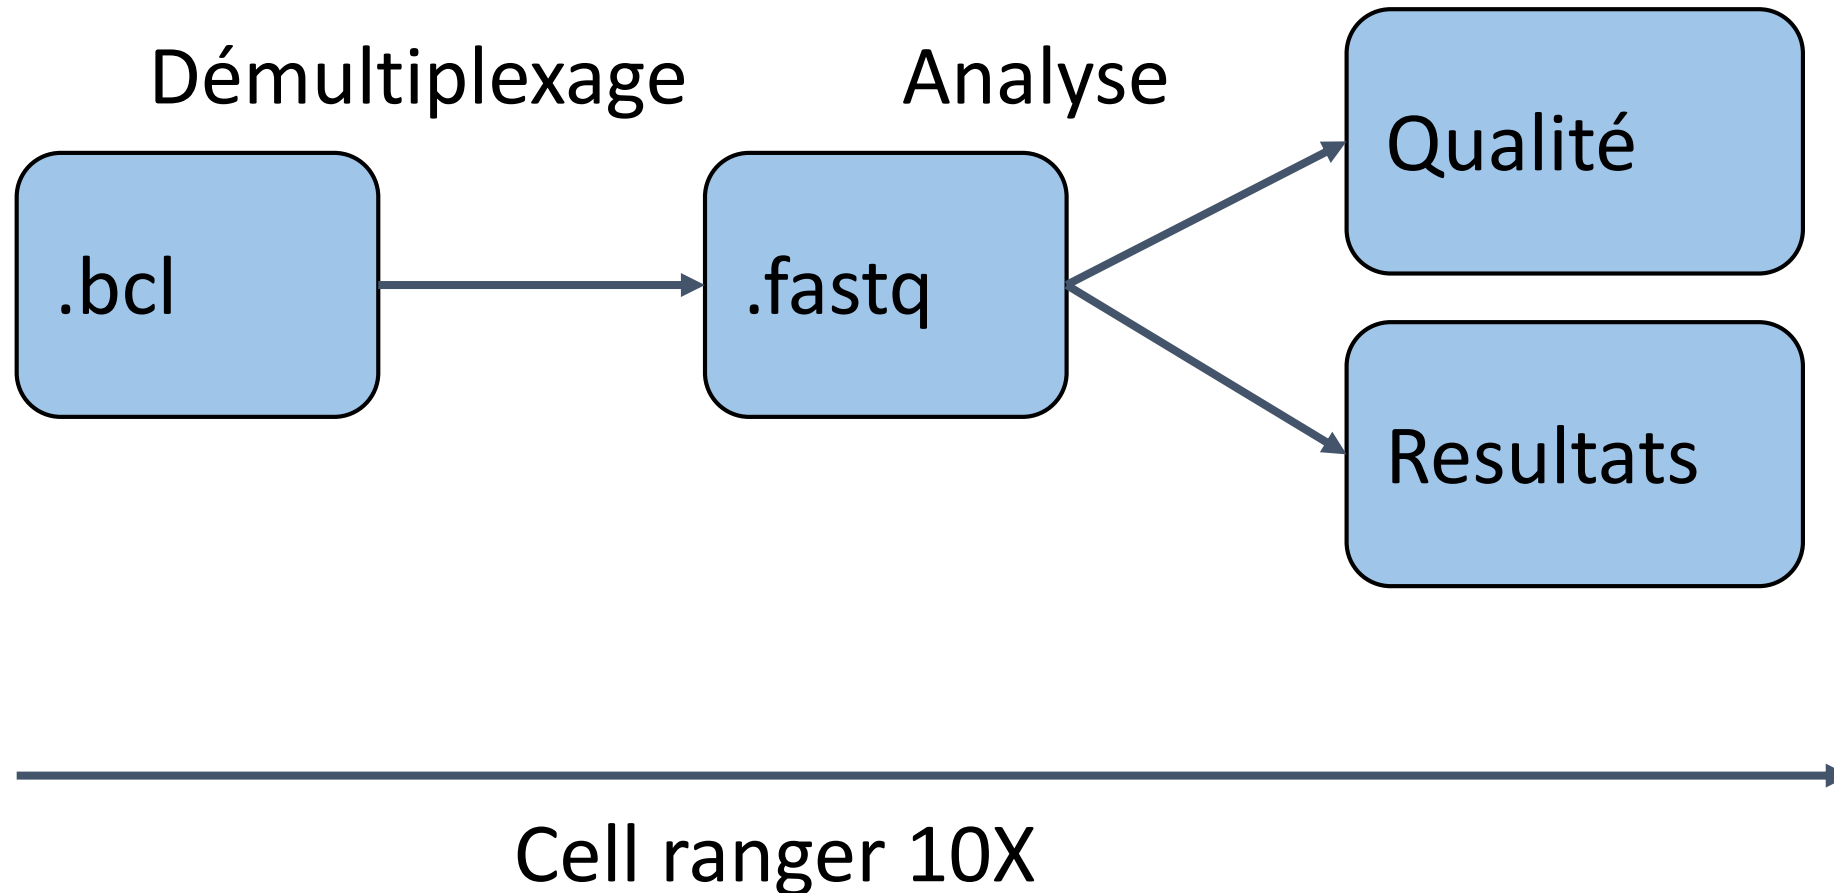 Démultiplexage
Analyse
.bcl
.fastq
Qualité
Resultats
Cell ranger 10X